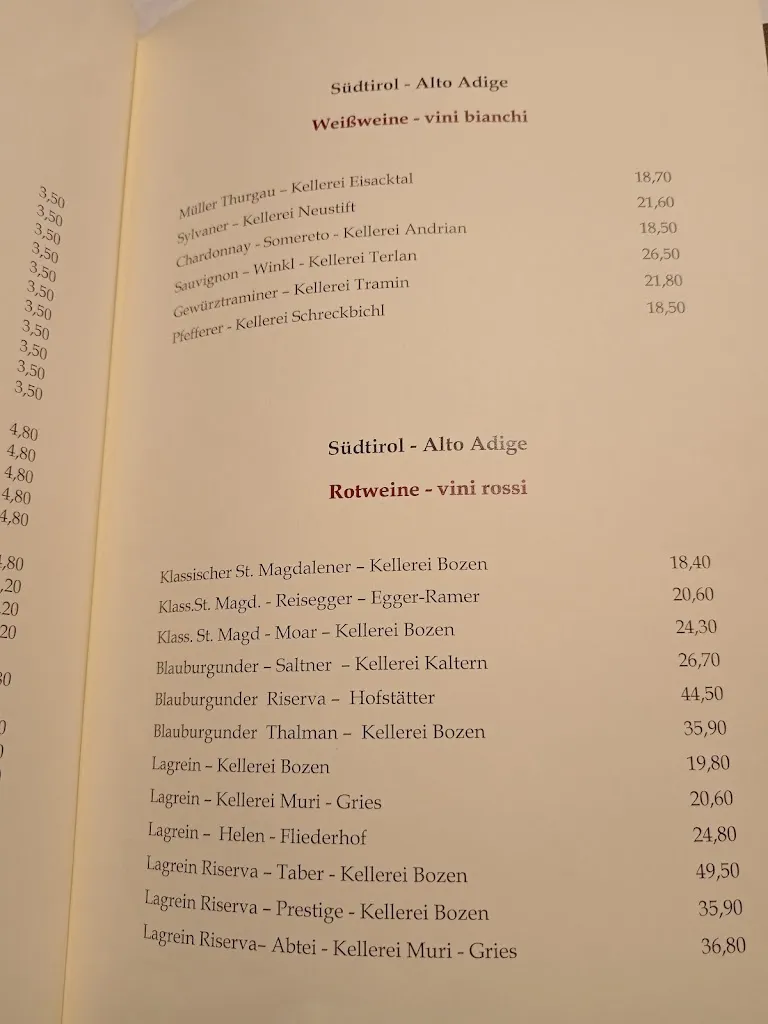 3,50
3,50
3,50
3,50
3,50
3,50
3,50
3,50
3,50
3,50
3,50
4,80
4,80
4,80
4,80
4,80
,80
,20
,20
20
Südtirol - Alto Adige
Weißweine - vini bianchi
Müller Thurgau – Kellerei Eisacktal 18,70
Sylvaner – Kellerei Neustift 21,60
Chardonnay - Somereto - Kellerei Andrian 18,50
Sauvignon – Winkl - Kellerei Terlan 26,50
Gewürztraminer – Kellerei Tramin 21,80
Pfefferer - Kellerei Schreckbichl 18,50
Südtirol - Alto Adige
Rotweine - vini rossi
Klassischer St. Magdalener – Kellerei Bozen 18,40
Klass.St. Magd. - Reisegger – Egger-Ramer 20,60
Klass. St. Magd - Moar – Kellerei Bozen 24,30
Blauburgunder – Saltner – Kellerei Kaltern 26,70
Blauburgunder Riserva – Hofstätter 44,50
Blauburgunder Thalman – Kellerei Bozen 35,90
Lagrein – Kellerei Bozen 19,80
Lagrein – Kellerei Muri - Gries 20,60
Lagrein – Helen - Fliederhof 24,80
Lagrein Riserva – Taber - Kellerei Bozen 49,50
Lagrein Riserva – Prestige - Kellerei Bozen 35,90
Lagrein Riserva– Abtei - Kellerei Muri - Gries 36,80